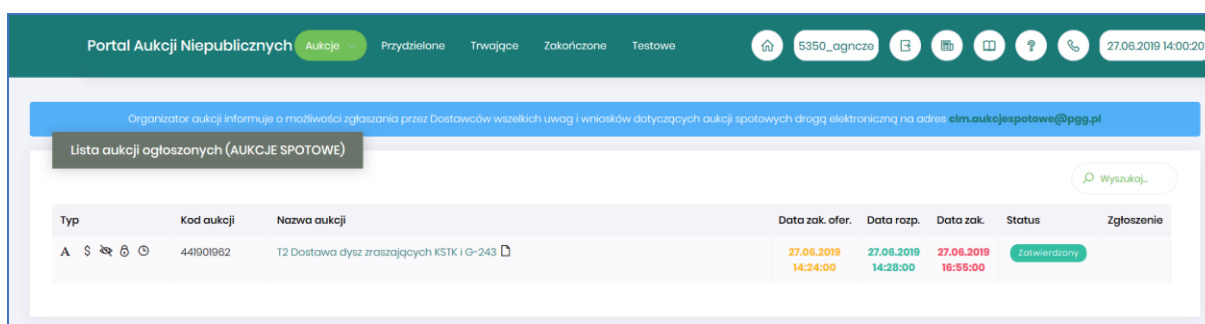 Portal Aukcji Niepublicznych Aukcje Przydzielone Trwające Zakończone Testowe 5350_agncze 27.06.2019 14:00:20
Organizator aukcji informuje o możliwości zgłaszania przez Dostawców wszelkich uwag i wniosków dotyczących aukcji spotowych drogą elektroniczną na adres clm.aukcjespotowe@pgg.pl
Lista aukcji ogłoszonych (AUKCJE SPOTOWE)
Wyszukaj...
Typ Kod aukcji Nazwa aukcji Data zak. ofer. Data rozp. Data zak. Status Zgłoszenie
A $ 441901962 T2 Dostawa dysz zraszających KSTK i G-243 27.06.2019 27.06.2019 27.06.2019 Zatwierdzony
14:24:00 14:28:00 16:55:00